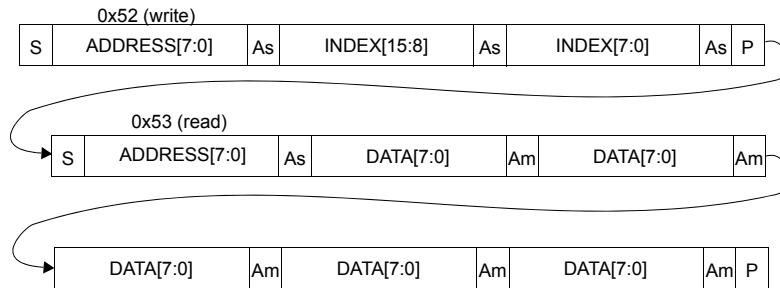 0x52 (write)
S ADDRESS[7:0] As INDEX[15:8] As INDEX[7:0] As P
0x53 (read)
S ADDRESS[7:0] As DATA[7:0] Am DATA[7:0] Am
DATA[7:0] Am DATA[7:0] Am DATA[7:0] Am P